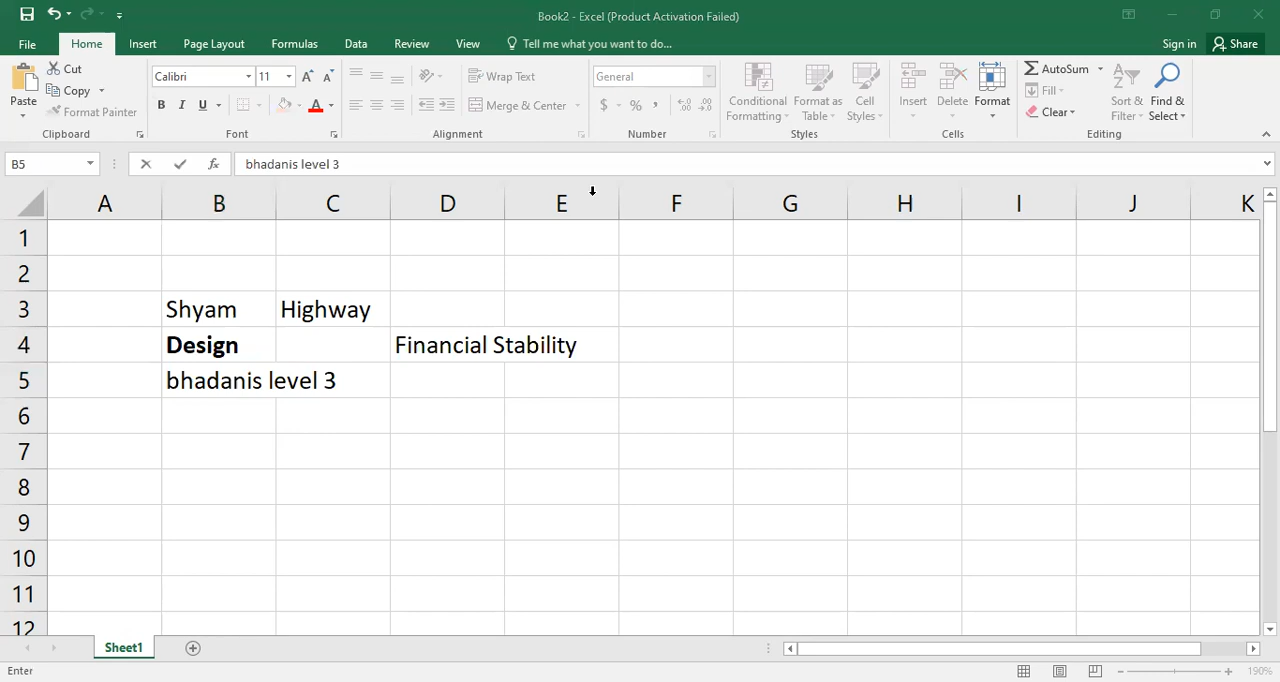 Book2 - Excel (Product Activation Failed)
File Home Insert Page Layout Formulas Data Review View Tell me what you want to do... Sign in Share
Paste Cut Copy Format Painter Clipboard
Calibri 11 A A B I U A Font
Wrap Text Merge & Center Alignment
General $ % , .0 .00 Number
Conditional Formatting Format as Table Cell Styles Styles
Insert Delete Format Cells
AutoSum Fill Clear Sort & Filter Find & Select Editing
B5 fx bhadanis level 3
A B C D E F G H I J K
1
2
3 Shyam Highway
4 Design Financial Stability
5 bhadanis level 3
6
7
8
9
10
11
12
Sheet1
Enter 190%